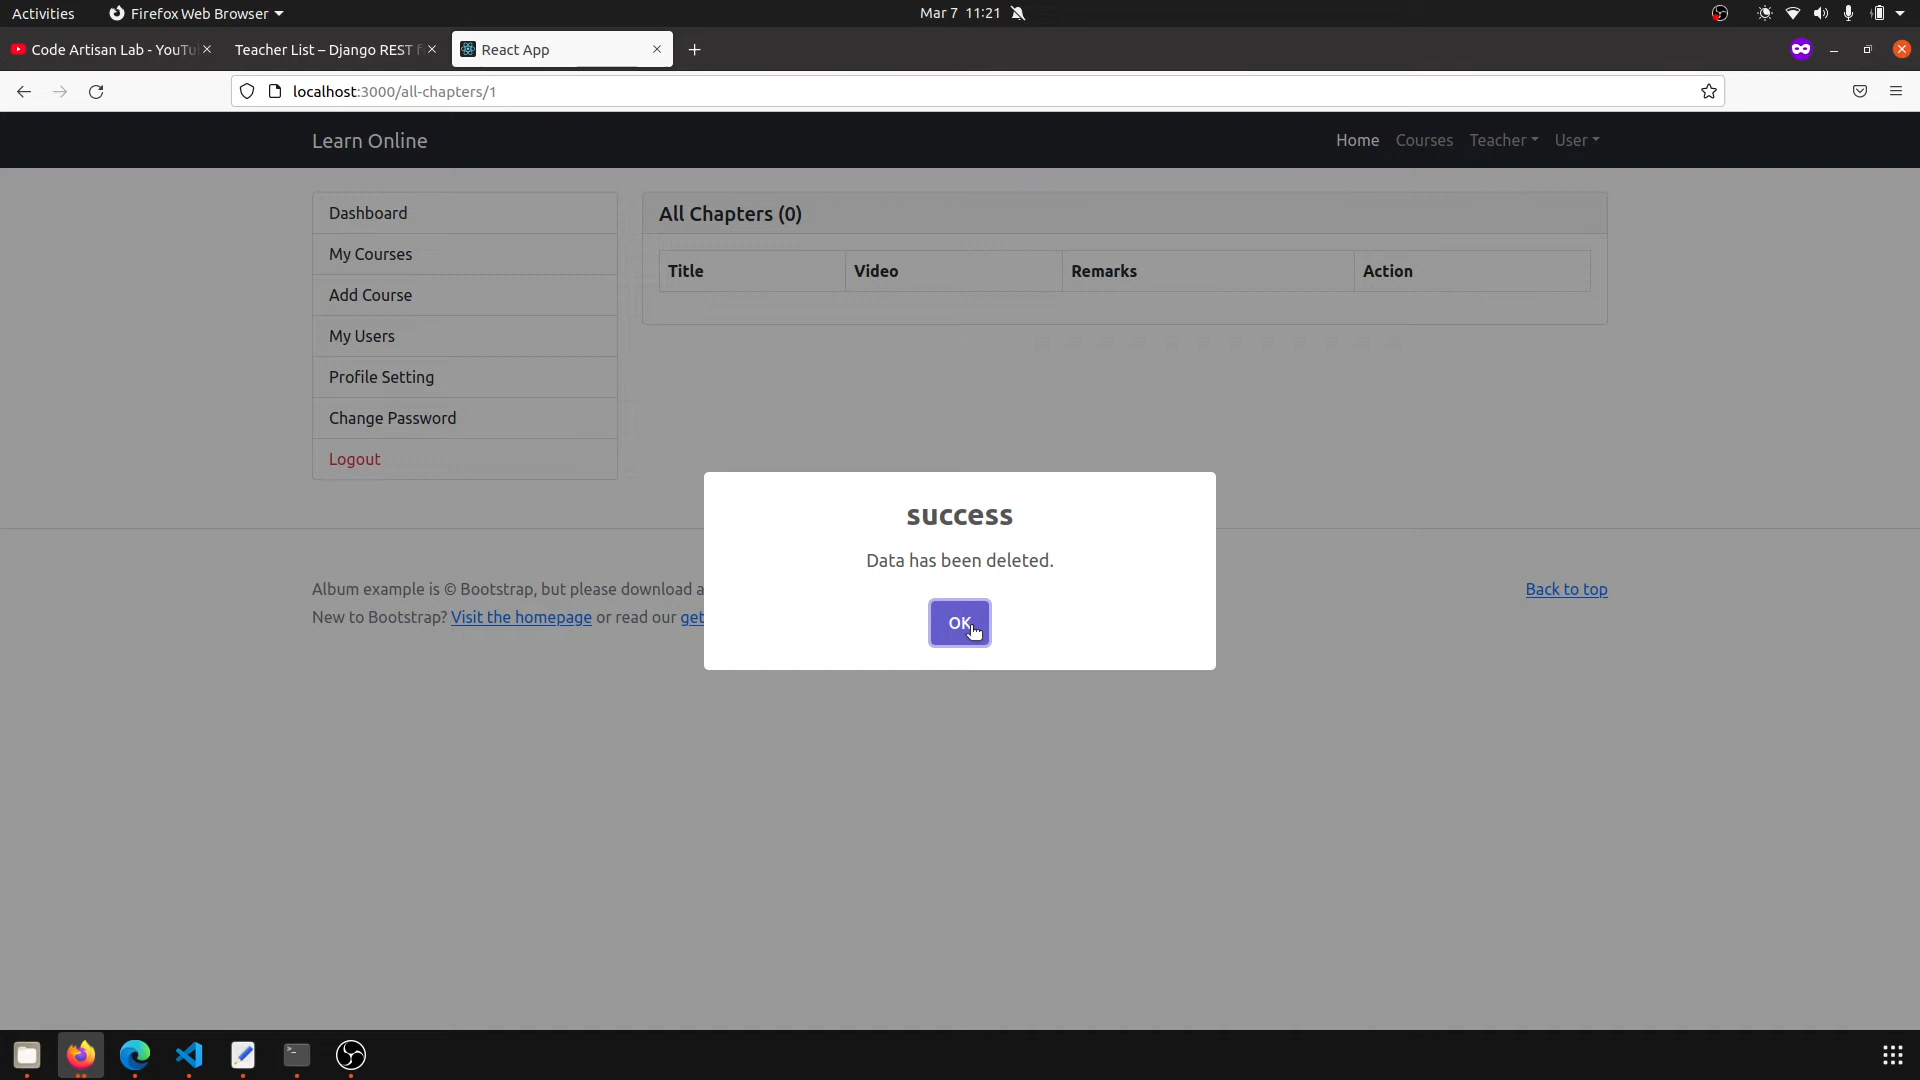 Activities
Firefox Web Browser
Mar 7 11:21
Code Artisan Lab - YouTu
Teacher List – Django REST f
React App
localhost:3000/all-chapters/1
Learn Online
Home
Courses
Teacher
User
Dashboard
My Courses
Add Course
My Users
Profile Setting
Change Password
Logout
All Chapters (0)
Title
Video
Remarks
Action
success
Data has been deleted.
OK
Album example is © Bootstrap, but please download a
New to Bootstrap? Visit the homepage or read our get
Back to top